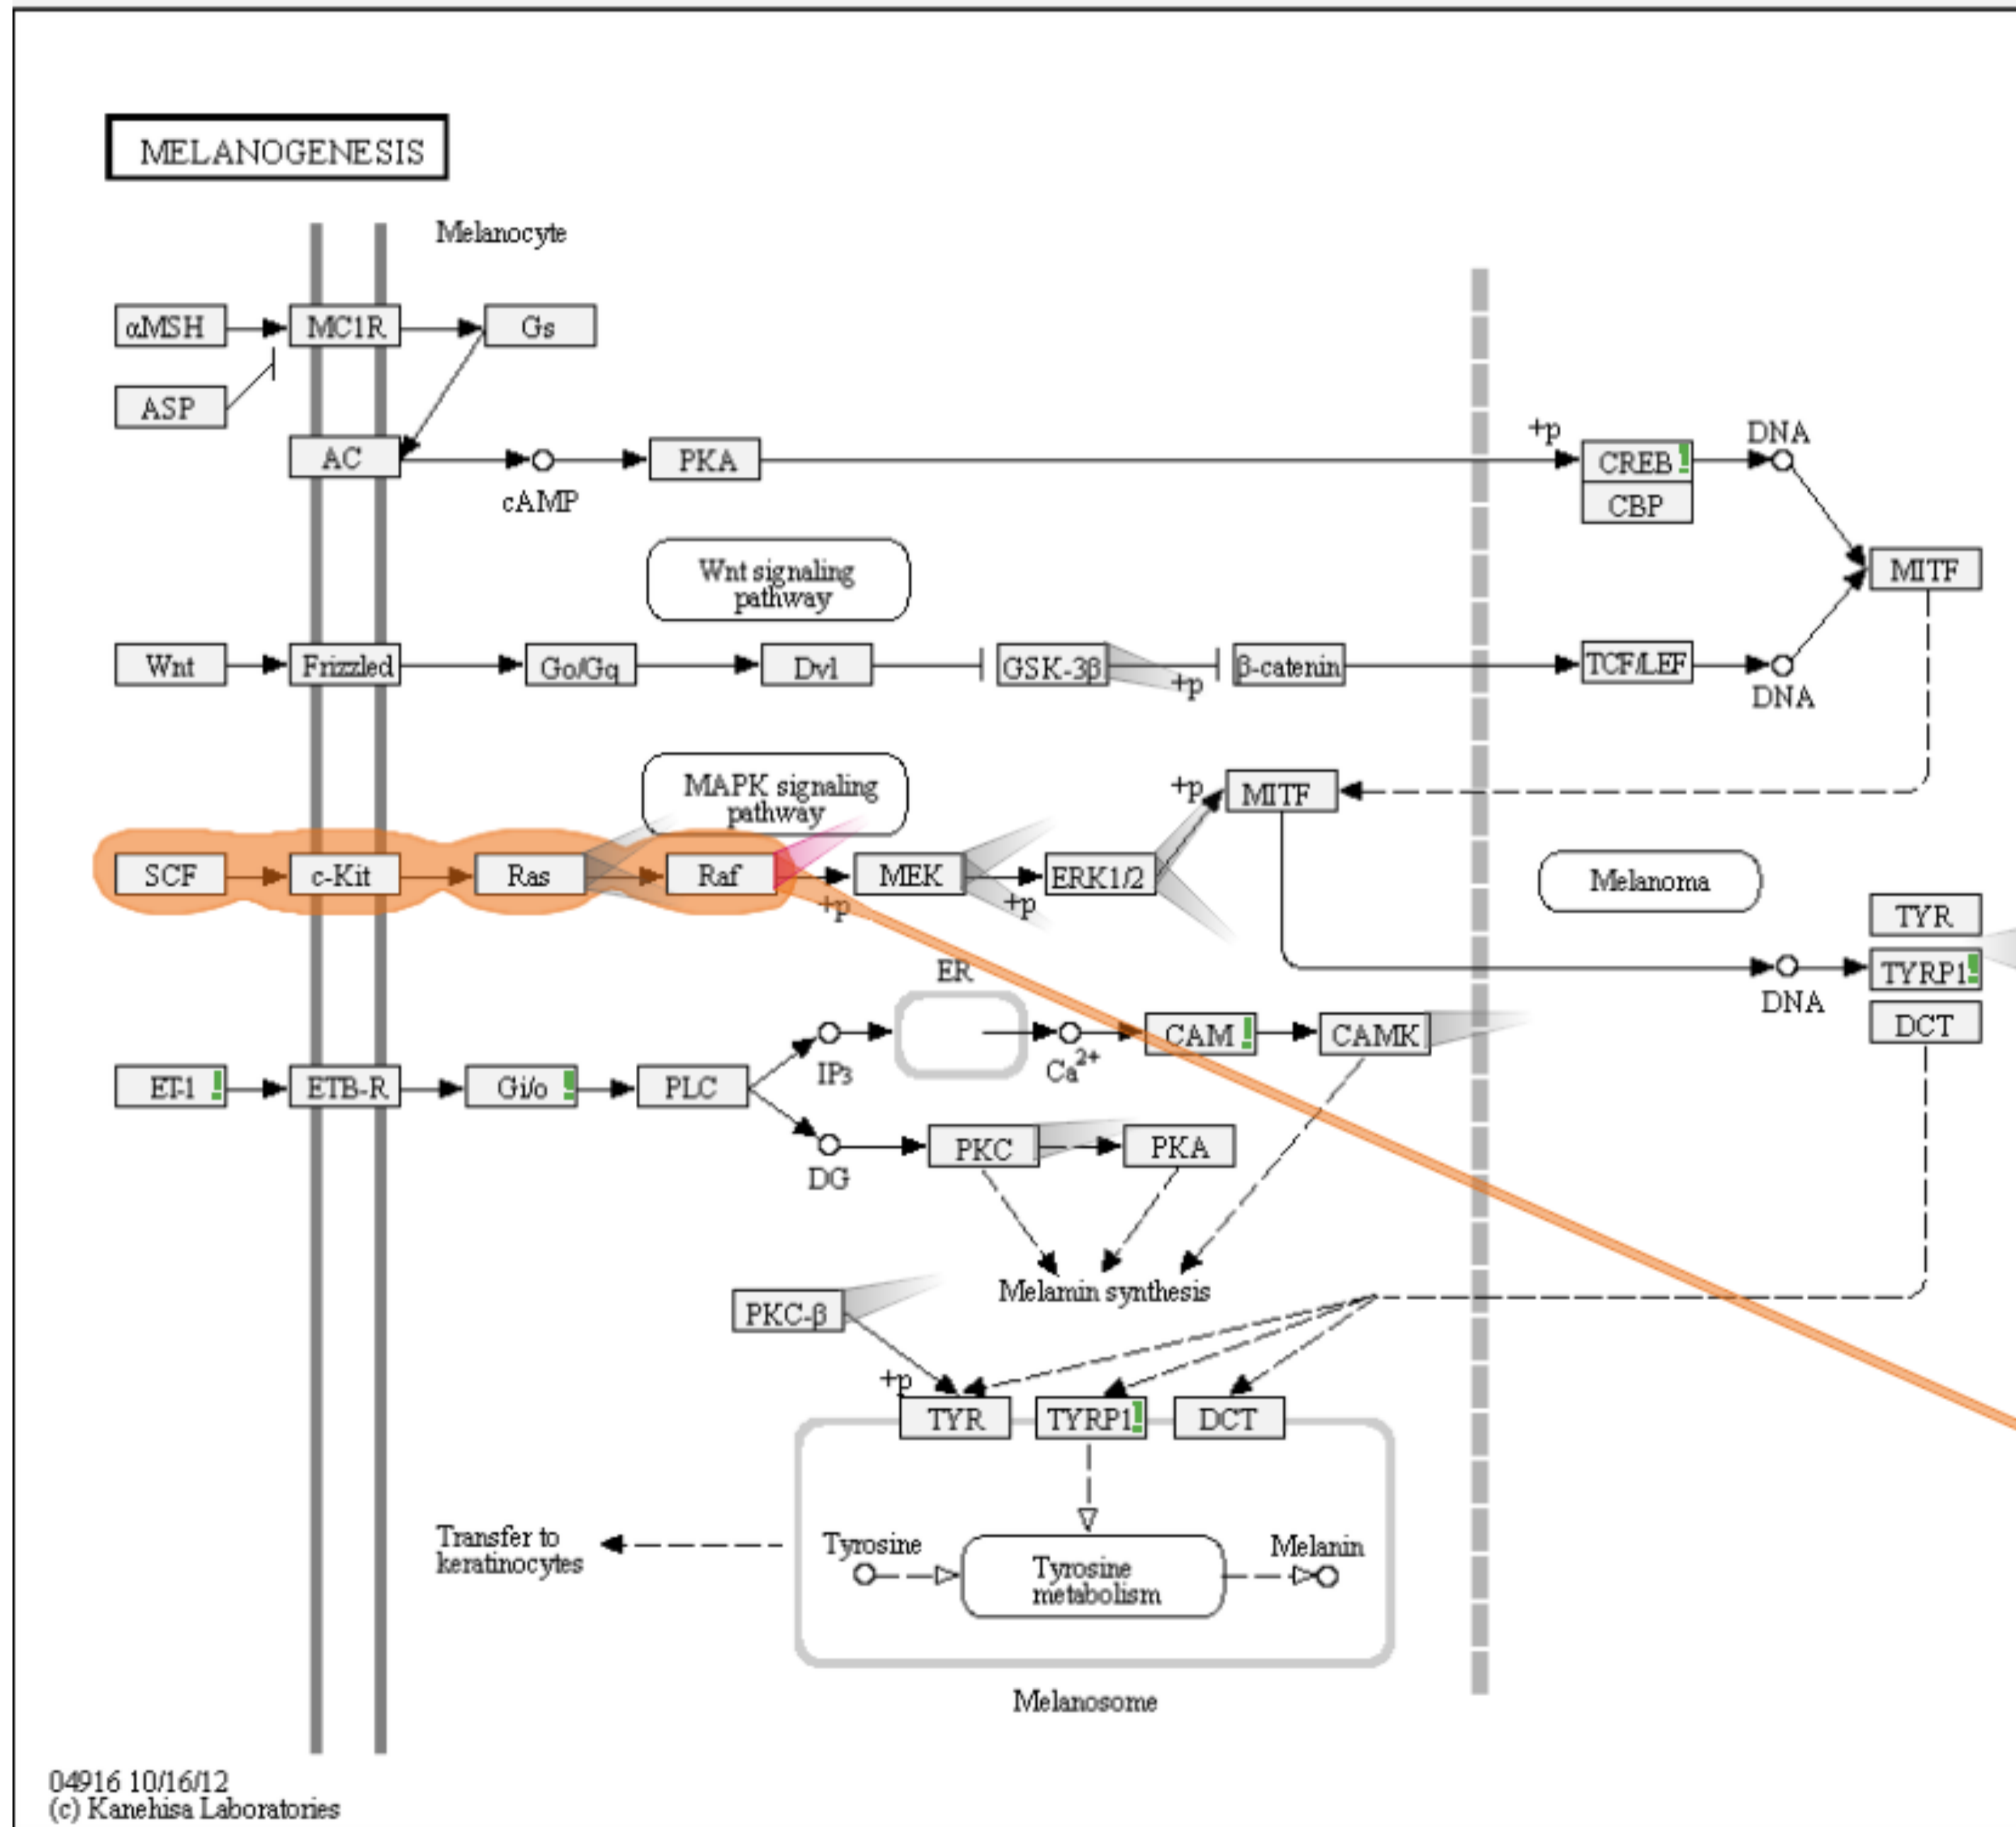 MELANOGENESIS
Melanocyte
αMSH
MC1R
Gs
ASP
AC
cAMP
PKA
+p
CREB
CBP
DNA
MITF
Wnt signaling
pathway
Wnt
Frizzled
Go/Gq
Dvl
GSK-3β
+p
β-catenin
TCF/LEF
DNA
MAPK signaling
pathway
+p
MITF
SCF
c-Kit
Ras
Raf
+p
MEK
+p
ERK1/2
Melanoma
TYR
TYRP1
DCT
DNA
ER
IP3
Ca2+
CAM
CAMK
ET-1
ETB-R
Gi/o
PLC
DG
PKC
PKA
Melamin synthesis
PKC-β
+p
TYR
TYRP1
DCT
Transfer to
keratinocytes
Tyrosine
Tyrosine
metabolism
Melanin
Melanosome
04916 10/16/12
(c) Kanehisa Laboratories